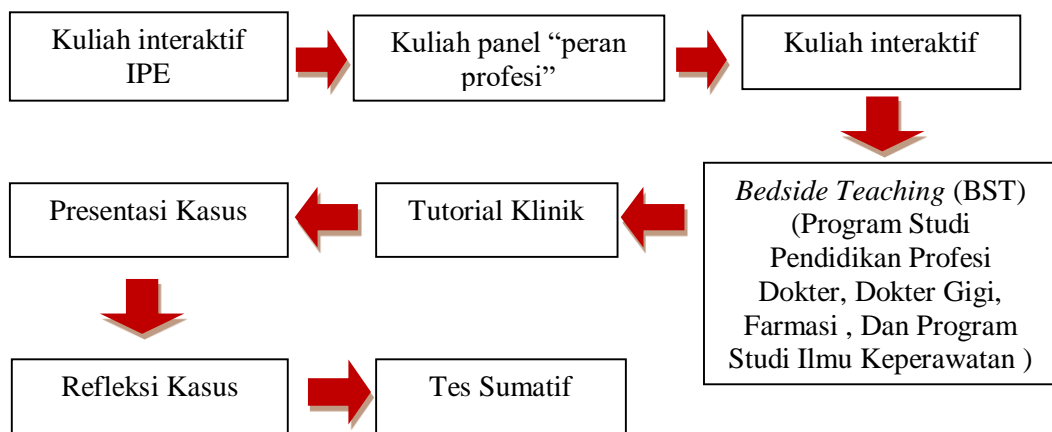 Kuliah interaktif
IPE
Kuliah panel “peran
profesi”
Kuliah interaktif
Bedside Teaching (BST)
(Program Studi
Pendidikan Profesi
Dokter, Dokter Gigi,
Farmasi , Dan Program
Studi Ilmu Keperawatan )
Tutorial Klinik
Presentasi Kasus
Refleksi Kasus
Tes Sumatif